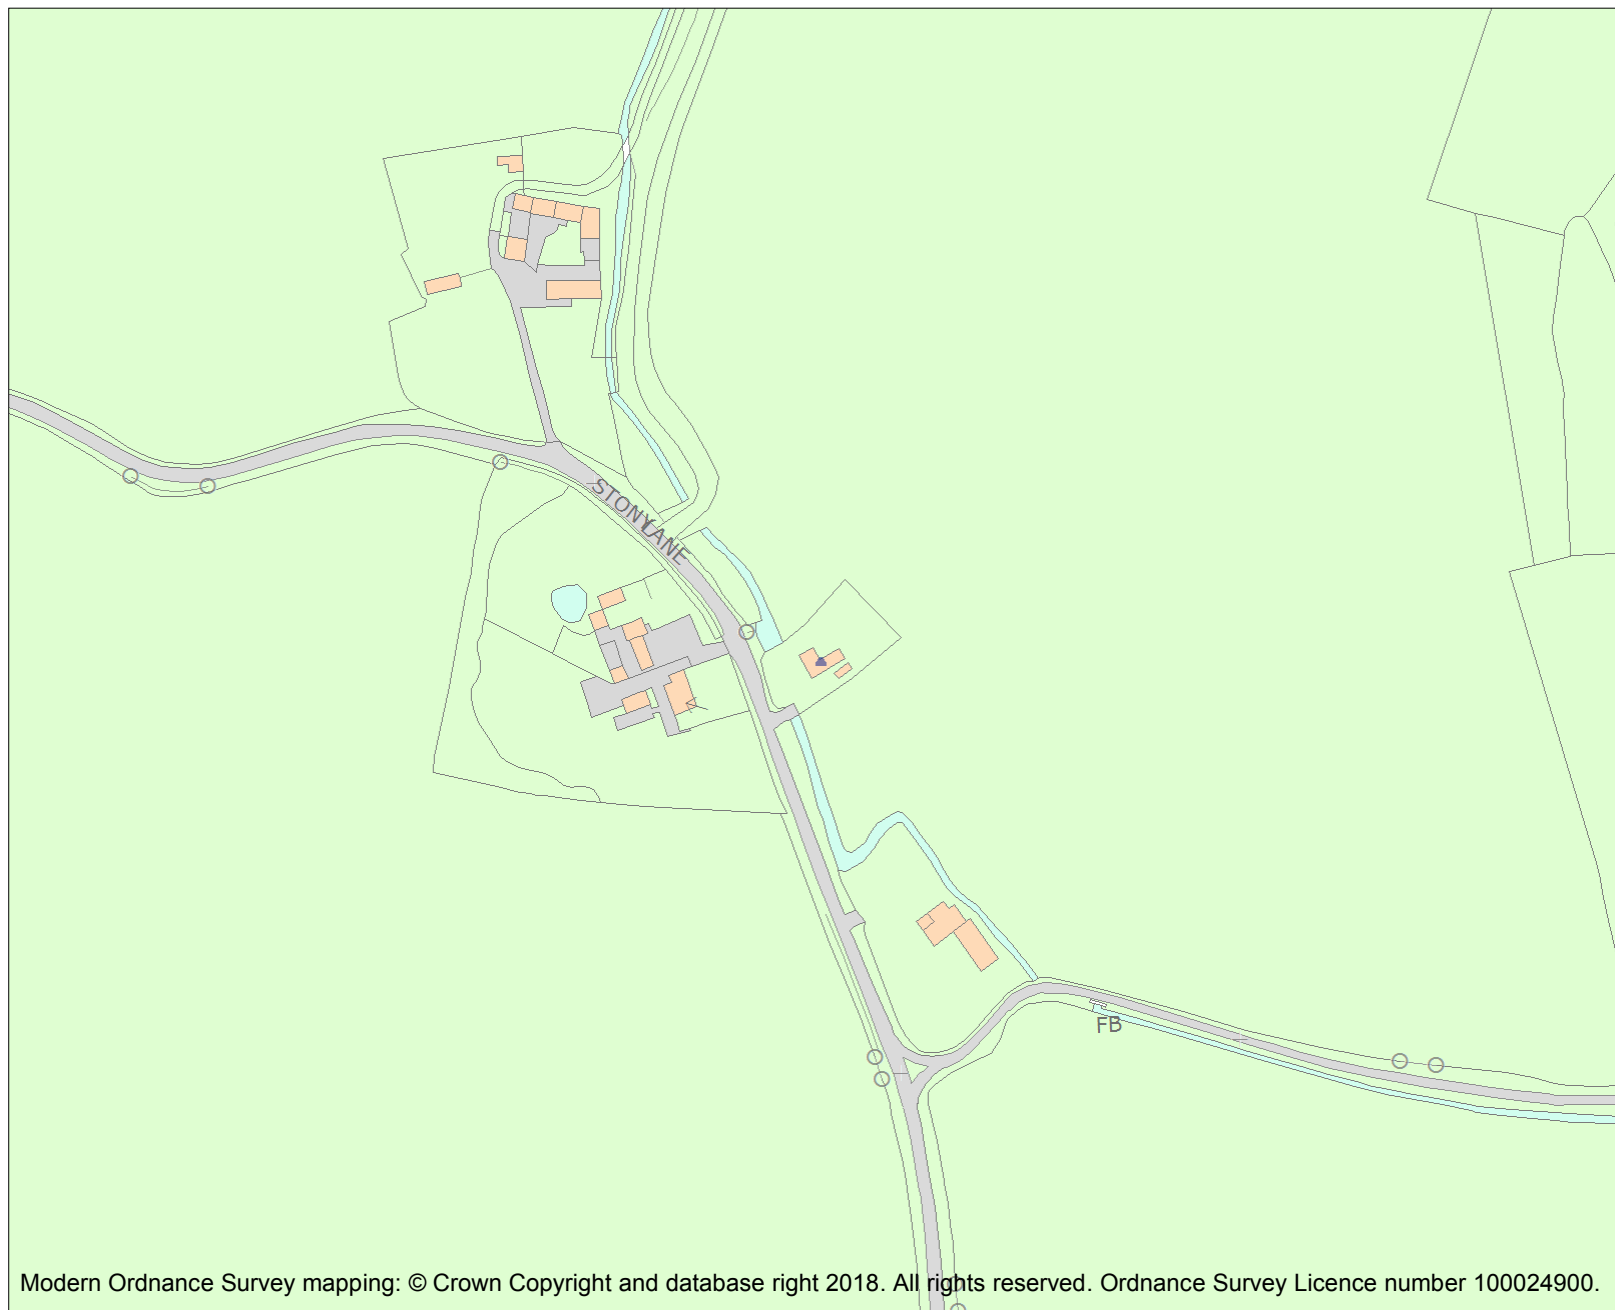 STONY LANE
FB
Modern Ordnance Survey mapping: © Crown Copyright and database right 2018. All rights reserved. Ordnance Survey Licence number 100024900.